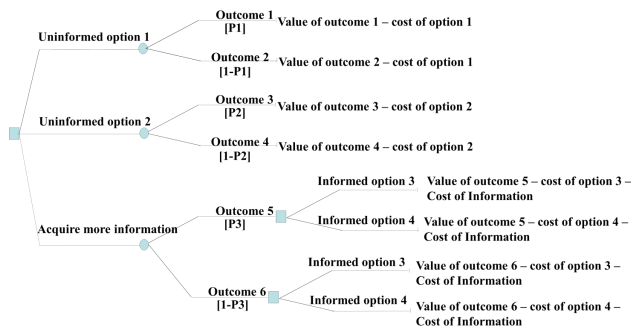 Outcome 1
[P1]
Value of outcome 1 – cost of option 1
Uninformed option 1
Outcome 2
[1-P1]
Value of outcome 2 – cost of option 1
Outcome 3
[P2]
Value of outcome 3 – cost of option 2
Uninformed option 2
Outcome 4
[1-P2]
Value of outcome 4 – cost of option 2
Informed option 3
Value of outcome 5 – cost of option 3 –
Cost of Information
Outcome 5
[P3]
Informed option 4
Value of outcome 5 – cost of option 4 –
Cost of Information
Acquire more information
Informed option 3
Value of outcome 6 – cost of option 3 –
Cost of Information
Outcome 6
[1-P3]
Informed option 4
Value of outcome 6 – cost of option 4 –
Cost of Information